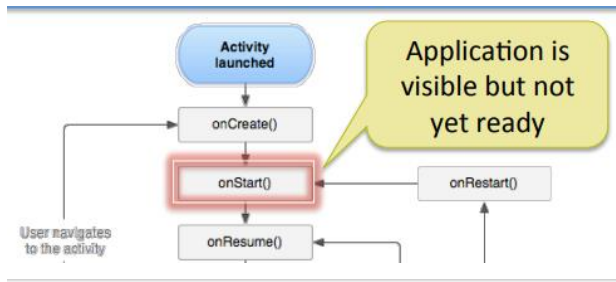 Activity
launched
Application is
visible but not
yet ready
onCreate()
onStart()
onRestart()
User navigates
to the activity
onResume()